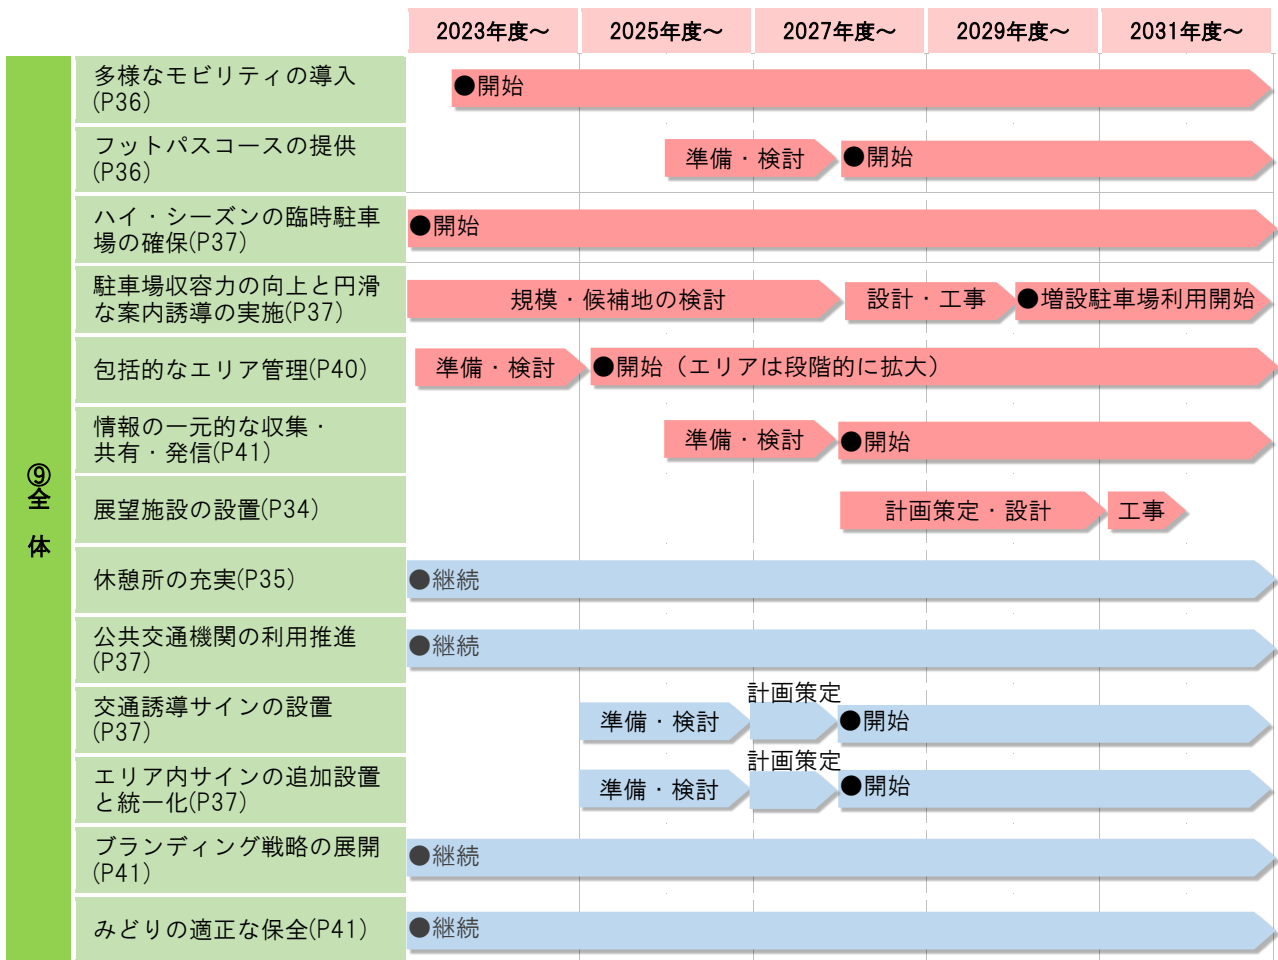 2023年度～
2025年度～
2027年度～
2029年度～
2031年度～
⑨全　体
多様なモビリティの導入
(P36)
●開始
フットパスコースの提供
(P36)
準備・検討
●開始
ハイ・シーズンの臨時駐車
場の確保(P37)
●開始
駐車場収容力の向上と円滑
な案内誘導の実施(P37)
規模・候補地の検討
設計・工事
●増設駐車場利用開始
包括的なエリア管理(P40)
準備・検討
●開始（エリアは段階的に拡大）
情報の一元的な収集・
共有・発信(P41)
準備・検討
●開始
展望施設の設置(P34)
計画策定・設計
工事
休憩所の充実(P35)
●継続
公共交通機関の利用推進
(P37)
●継続
交通誘導サインの設置
(P37)
準備・検討
計画策定
●開始
エリア内サインの追加設置
と統一化(P37)
準備・検討
計画策定
●開始
ブランディング戦略の展開
(P41)
●継続
みどりの適正な保全(P41)
●継続